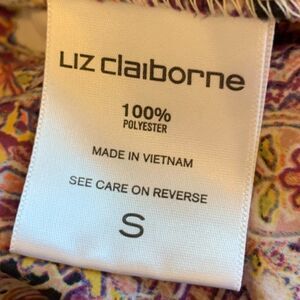 LIZ claiborne
100%
POLYESTER
MADE IN VIETNAM
SEE CARE ON REVERSE
S